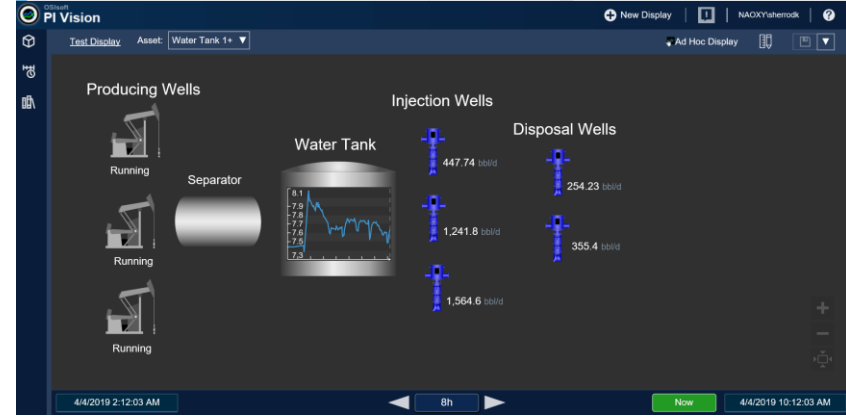 OSIsoft
PI Vision
New Display
NAOXY\sherrodk
?
Test Display
Asset: Water Tank 1+
Ad Hoc Display
Producing Wells
Injection Wells
Disposal Wells
Water Tank
447.74 bbl/d
Running
Separator
254.23 bbl/d
8.1
7.9
7.8
7.7
7.6
7.5
7.3
1,241.8 bbl/d
355.4 bbl/d
Running
1,564.6 bbl/d
Running
4/4/2019 2:12:03 AM
8h
Now
4/4/2019 10:12:03 AM